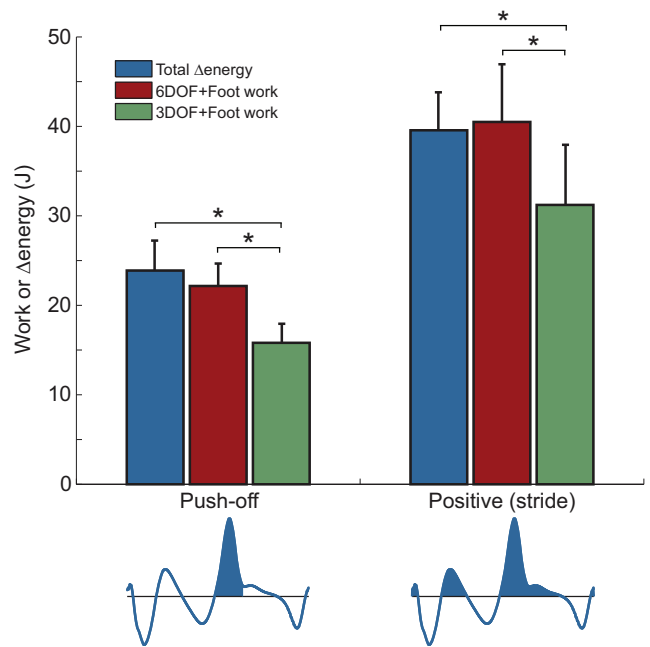 * 
*
50
Total Δenergy
6DOF+Foot work
3DOF+Foot work
40
30
*
*
20
10
0
Work or Δenergy (J)
Push-off
Positive (stride)